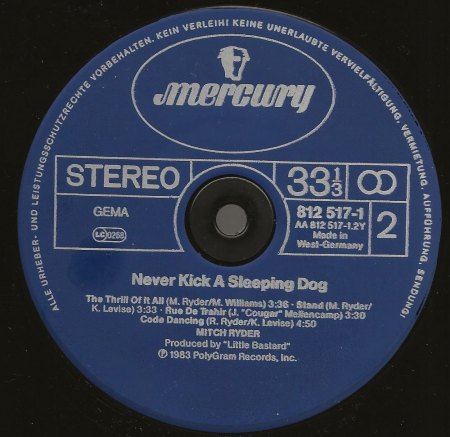 ALLE URHEBER- UND LEISTUNGSSCHUTZRECHTE VORBEHALTEN. KEIN VERLEIH! KEINE UNERLAUBTE VERVIELFÄLTIGUNG, VERMIETUNG, AUFFÜHRUNG, SENDUNG!
mercury
STEREO
33 1/3
GEMA
LC 0268
812 517-1
AA 812 517-1.2Y
Made in
West-Germany
2
Never Kick A Sleeping Dog
The Thrill Of It All (M. Ryder/M. Williams) 3:36 · Stand (M. Ryder/
K. Levise) 3:33 · Rue De Trahir (J. "Cougar" Mellencamp) 3:30
Code Dancing (R. Ryder/K. Levise) 4:50
MITCH RYDER
Produced by "Little Bastard"
℗ 1983 PolyGram Records, Inc.